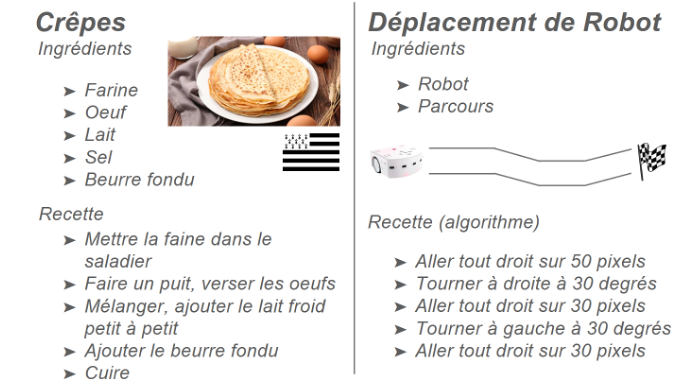 Crêpes
Ingrédients
➤ Farine
➤ Oeuf
➤ Lait
➤ Sel
➤ Beurre fondu
Recette
➤ Mettre la faine dans le
saladier
➤ Faire un puit, verser les oeufs
➤ Mélanger, ajouter le lait froid
petit à petit
➤ Ajouter le beurre fondu
➤ Cuire
Déplacement de Robot
Ingrédients
➤ Robot
➤ Parcours
Recette (algorithme)
➤ Aller tout droit sur 50 pixels
➤ Tourner à droite à 30 degrés
➤ Aller tout droit sur 30 pixels
➤ Tourner à gauche à 30 degrés
➤ Aller tout droit sur 30 pixels